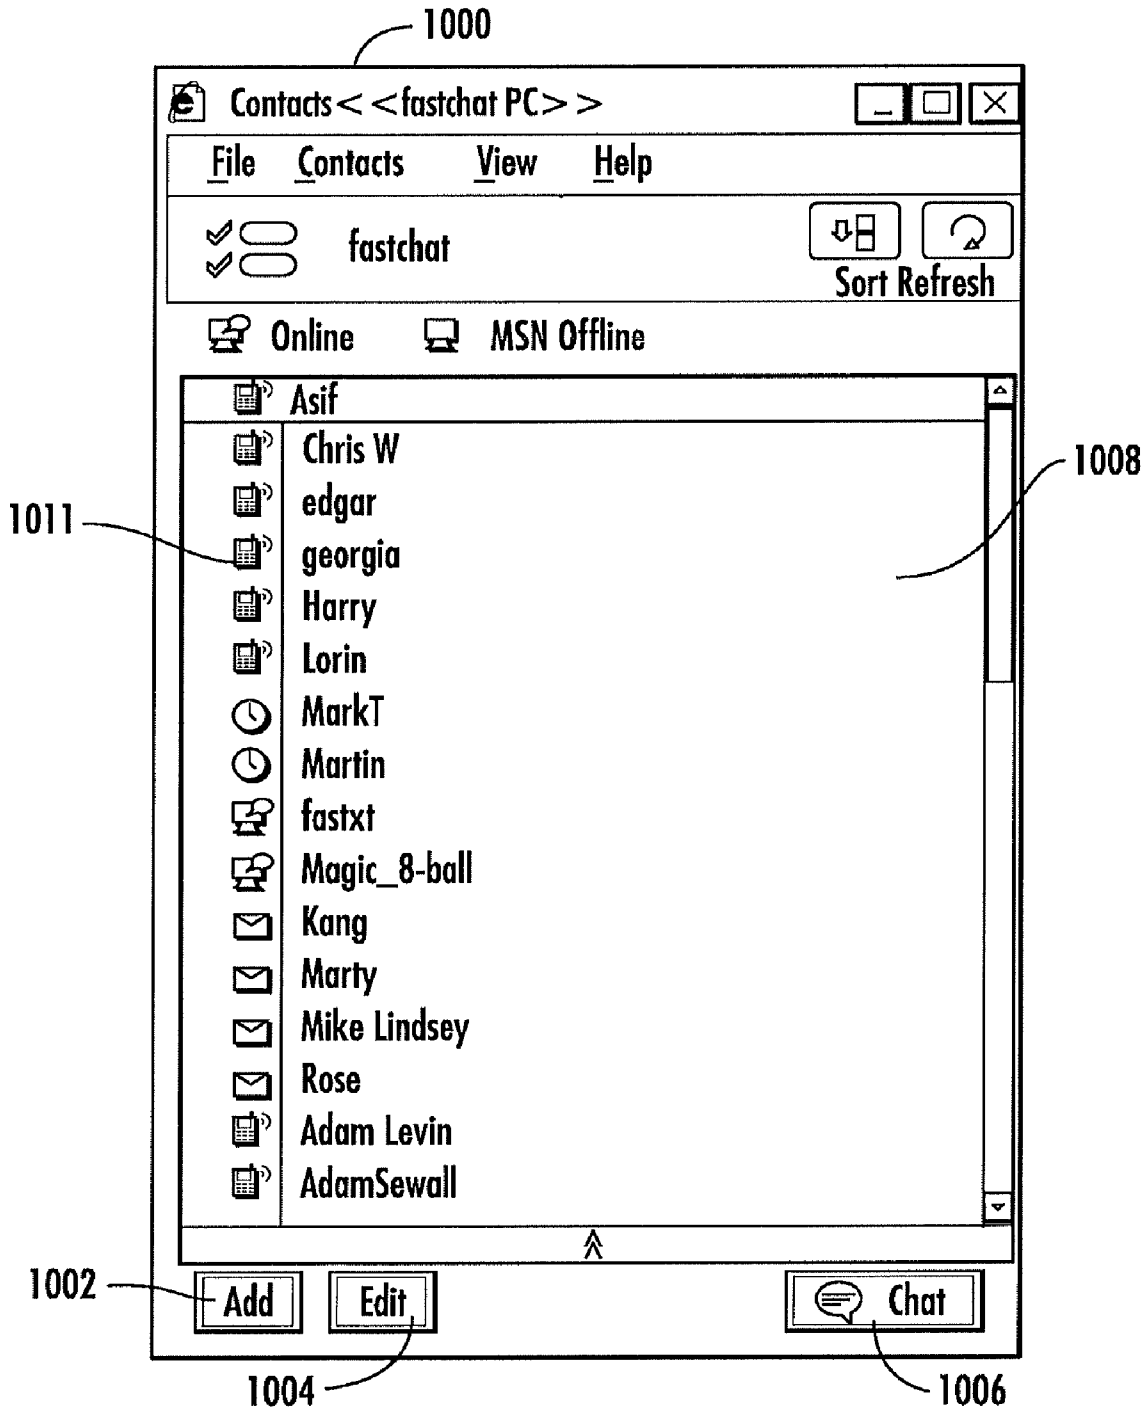 1000
Contacts<<fastchat PC>>
File Contacts View Help
fastchat
Sort Refresh
Online MSN Offline
Asif
Chris W
1008
edgar
1011
georgia
Harry
Lorin
MarkT
Martin
fastxt
Magic_8-ball
Kang
Marty
Mike Lindsey
Rose
Adam Levin
AdamSewall
1002
Add Edit Chat
1004 1006